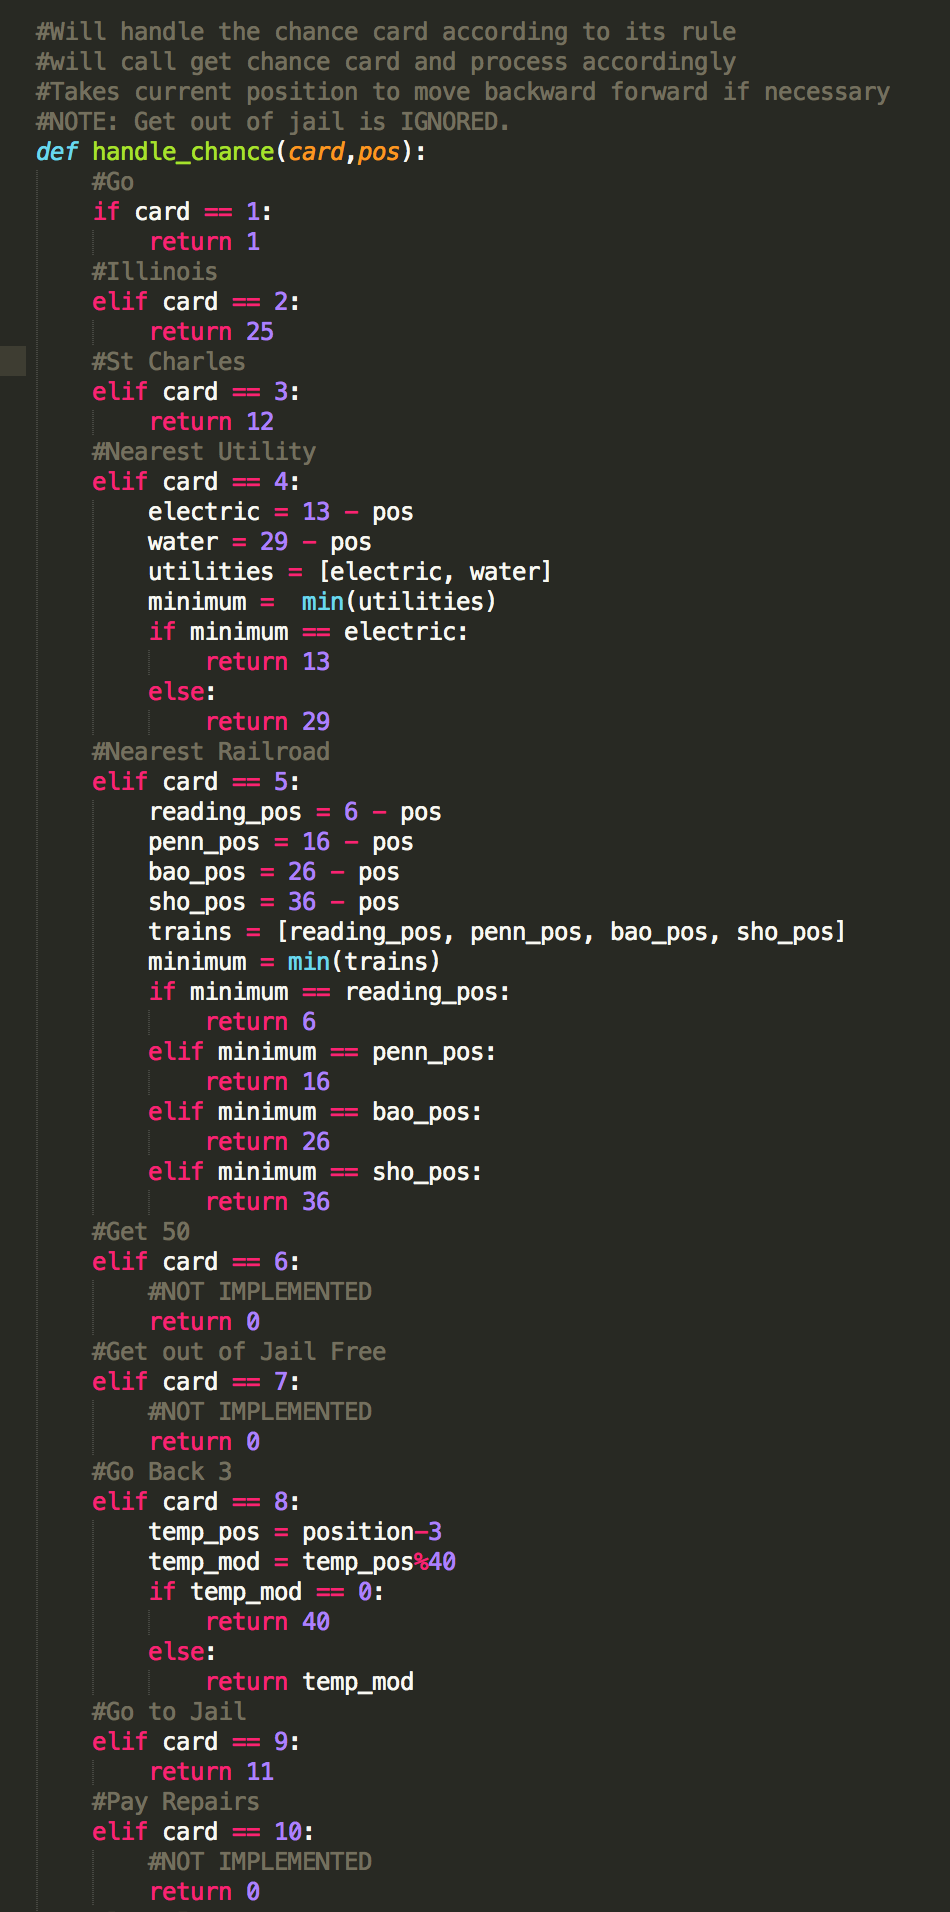 #Will handle the chance card according to its rule
#will call get chance card and process accordingly
#Takes current position to move backward forward if necessary
#NOTE: Get out of jail is IGNORED.
def handle_chance(card,pos):
    #Go
    if card == 1:
        return 1
    #Illinois
    elif card == 2:
        return 25
    #St Charles
    elif card == 3:
        return 12
    #Nearest Utility
    elif card == 4:
        electric = 13 - pos
        water = 29 - pos
        utilities = [electric, water]
        minimum =  min(utilities)
        if minimum == electric:
            return 13
        else:
            return 29
    #Nearest Railroad
    elif card == 5:
        reading_pos = 6 - pos
        penn_pos = 16 - pos
        bao_pos = 26 - pos
        sho_pos = 36 - pos
        trains = [reading_pos, penn_pos, bao_pos, sho_pos]
        minimum = min(trains)
        if minimum == reading_pos:
            return 6
        elif minimum == penn_pos:
            return 16
        elif minimum == bao_pos:
            return 26
        elif minimum == sho_pos:
            return 36
    #Get 50
    elif card == 6:
        #NOT IMPLEMENTED
        return 0
    #Get out of Jail Free
    elif card == 7:
        #NOT IMPLEMENTED
        return 0
    #Go Back 3
    elif card == 8:
        temp_pos = position-3
        temp_mod = temp_pos%40
        if temp_mod == 0:
            return 40
        else:
            return temp_mod
    #Go to Jail
    elif card == 9:
        return 11
    #Pay Repairs
    elif card == 10:
        #NOT IMPLEMENTED
        return 0